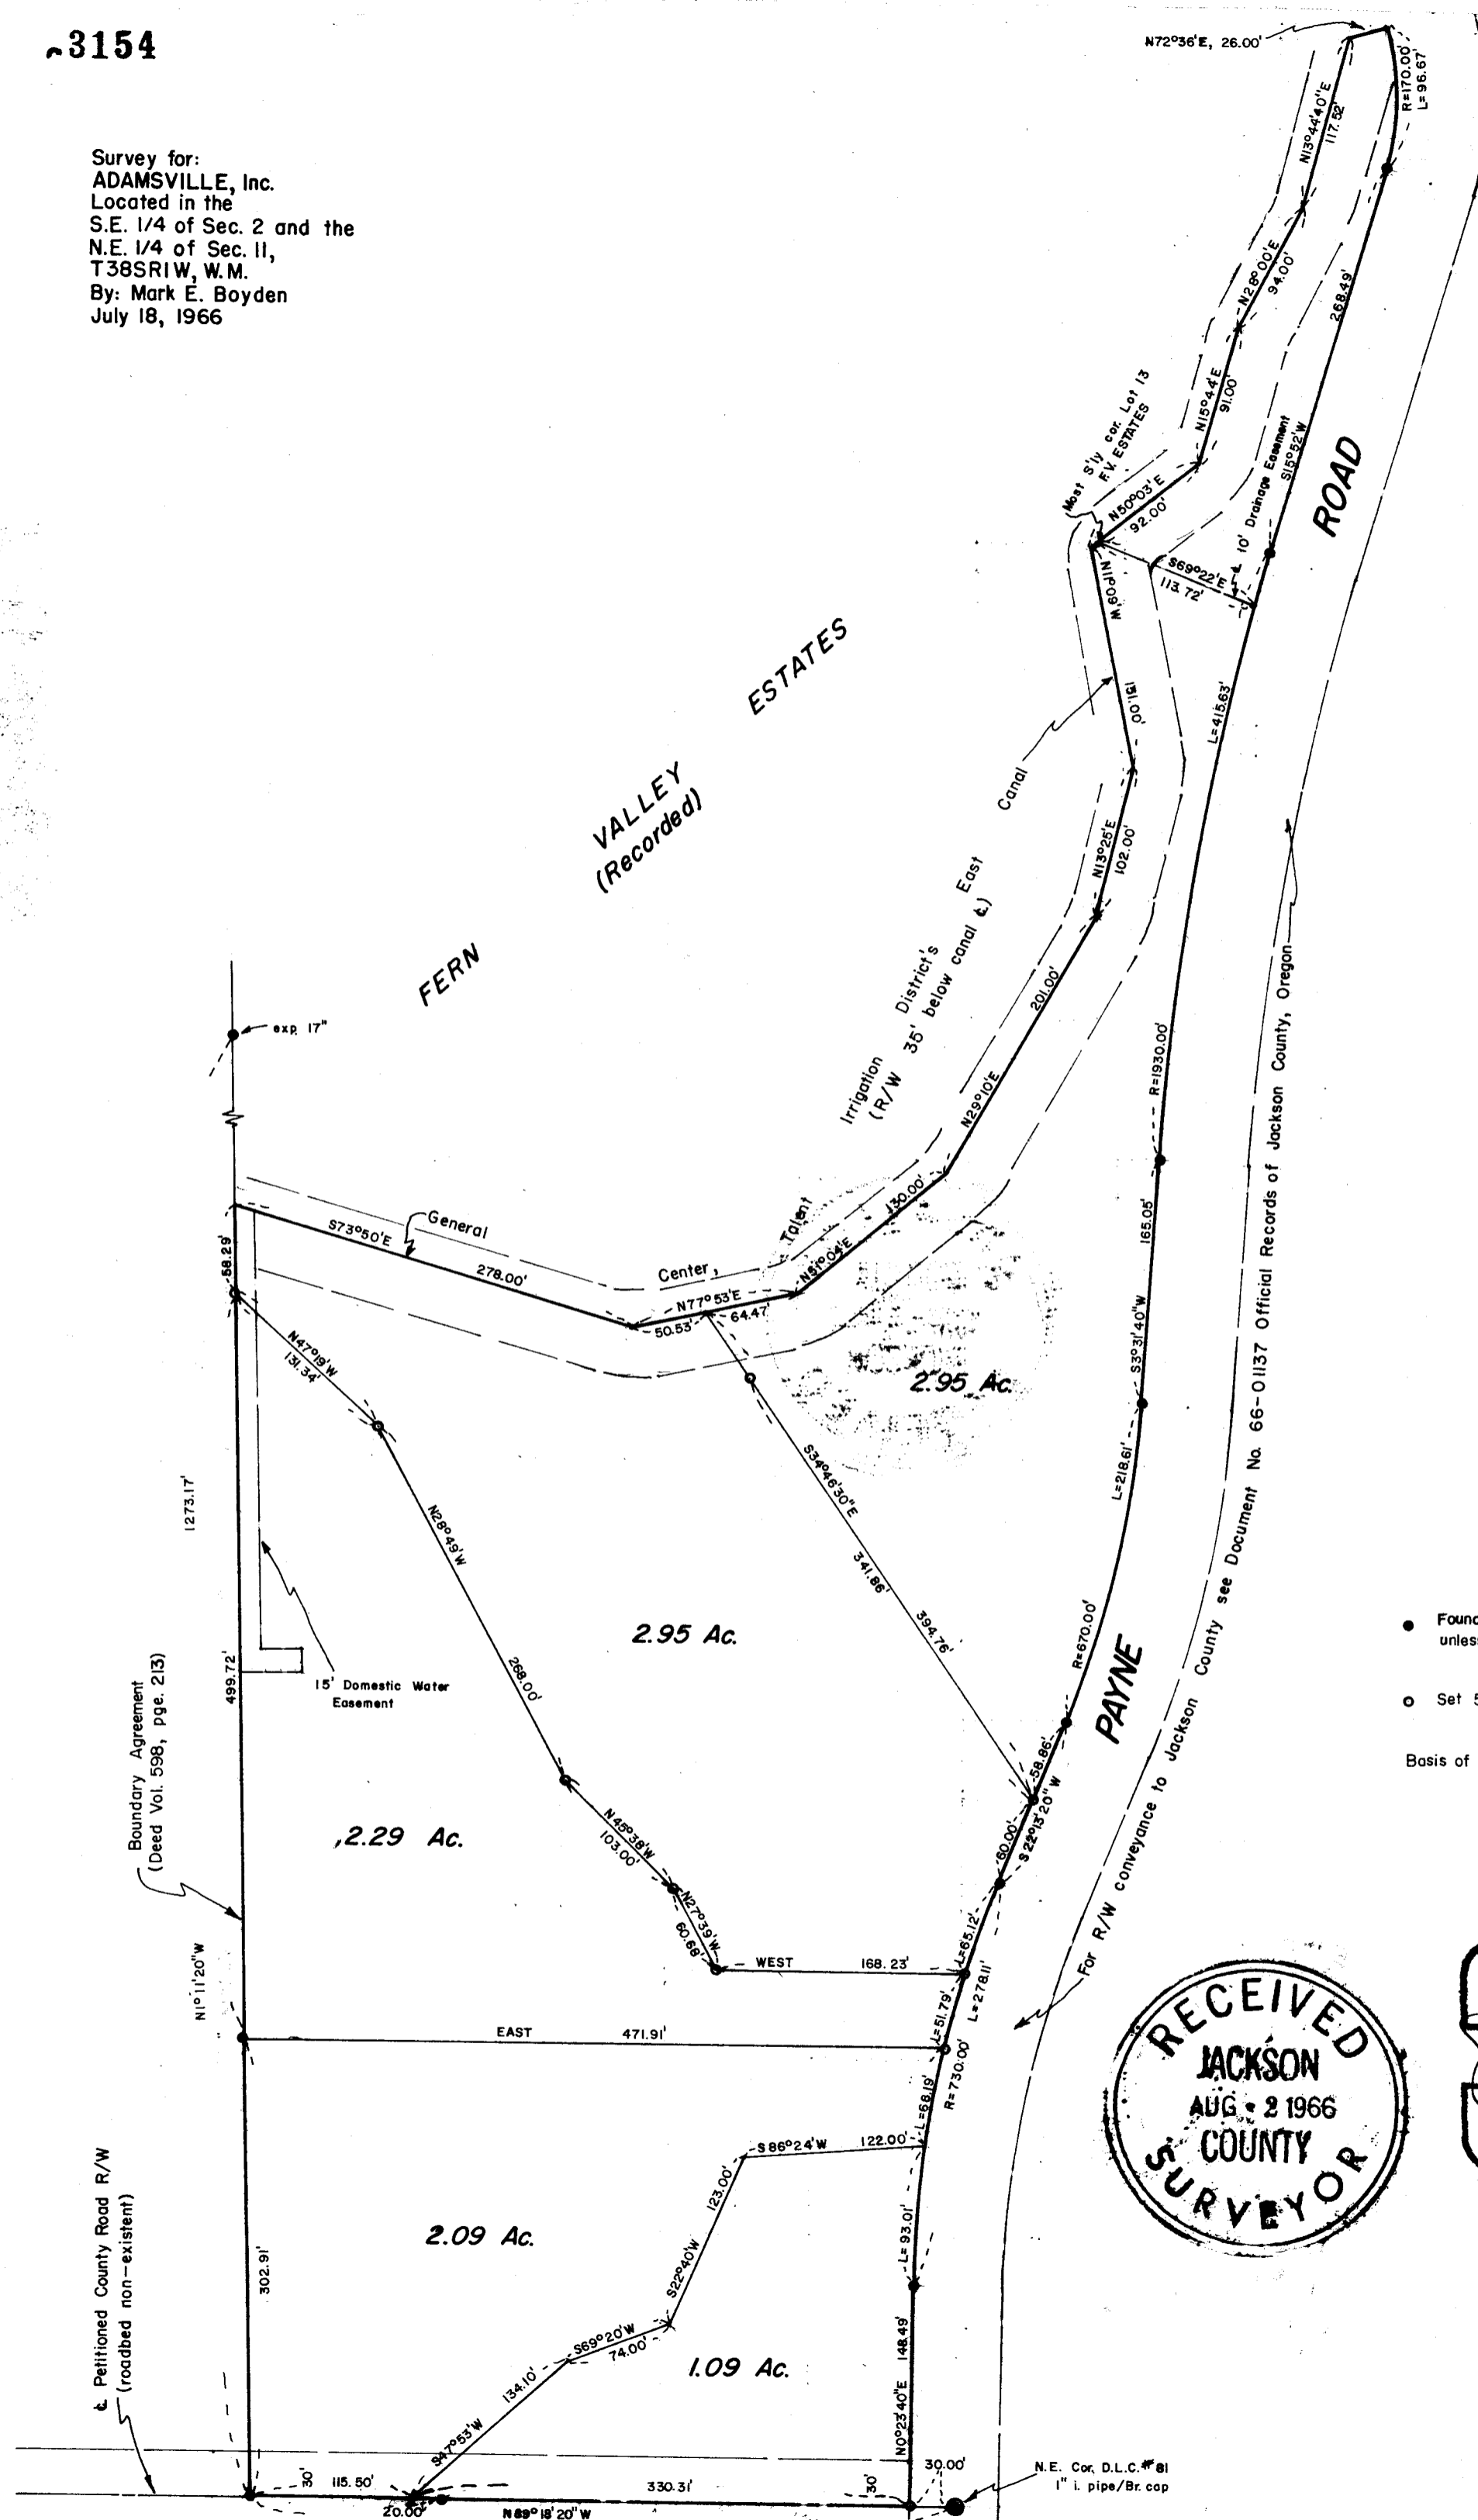 3154
Survey for:
ADAMSVILLE, Inc.
Located in the
S.E. 1/4 of Sec. 2 and the
N.E. 1/4 of Sec. 11,
T38SR1W, W.M.
By: Mark E. Boyden
July 18, 1966
N72°36'E, 26.00'
R=170.00'
L=96.67'
N13°44'40"E
117.52'
N28°00'E
94.00'
268.49'
S15°52'W
N15°44'E
91.00'
Most S'ly cor. Lot 13
F.V. ESTATES
N50°03'E
92.00'
10' Drainage Easement
ROAD
S69°22'E
113.72'
N11°09'W
151.00'
L=415.63'
R=1930.00'
ESTATES
VALLEY
(Recorded)
FERN
Canal
East
District's
Irrigation
(R/W 35' below canal ℄)
N13°25'E
102.00'
201.00'
N29°10'E
exp. 17"
165.05'
S3°31'40"W
Talent
130.00'
N51°04'E
General
Center,
S73°50'E
278.00'
58.29'
N77°53'E
50.53'
64.47'
2.95 Ac.
N47°19'W
131.34'
S34°46'30"E
341.86'
394.76'
L=218.61'
R=670.00'
1273.17'
N28°49'W
268.00'
2.95 Ac.
499.72'
15' Domestic Water
Easement
Boundary Agreement
(Deed Vol. 598, pge. 213)
PAYNE
For R/W conveyance to Jackson County see Document No. 66-01137 Official Records of Jackson County, Oregon
Found
unles
Set 5
Basis of
58.86'
60.00'
S22°13'20"W
2.29 Ac.
N45°38'W
103.00'
N27°39'W
60.68'
WEST 168.23'
L=65.12'
L=278.11'
L=51.79'
R=730.00'
N1°11'20"W
EAST 471.91'
L=68.19'
S86°24'W 122.00'
123.00'
S22°40'W
L=93.01'
2.09 Ac.
RECEIVED
JACKSON
AUG - 2 1966
COUNTY
SURVEYOR
℄ Petitioned County Road R/W
(roadbed non-existent)
302.91'
S69°20'W
74.00'
134.10'
S47°53'W
1.09 Ac.
148.49'
N0°23'40"E
30.00'
N.E. Cor. D.L.C. #81
1" i. pipe/Br. cap
30'
115.50'
20.00'
330.31'
30'
N89°18'20"W